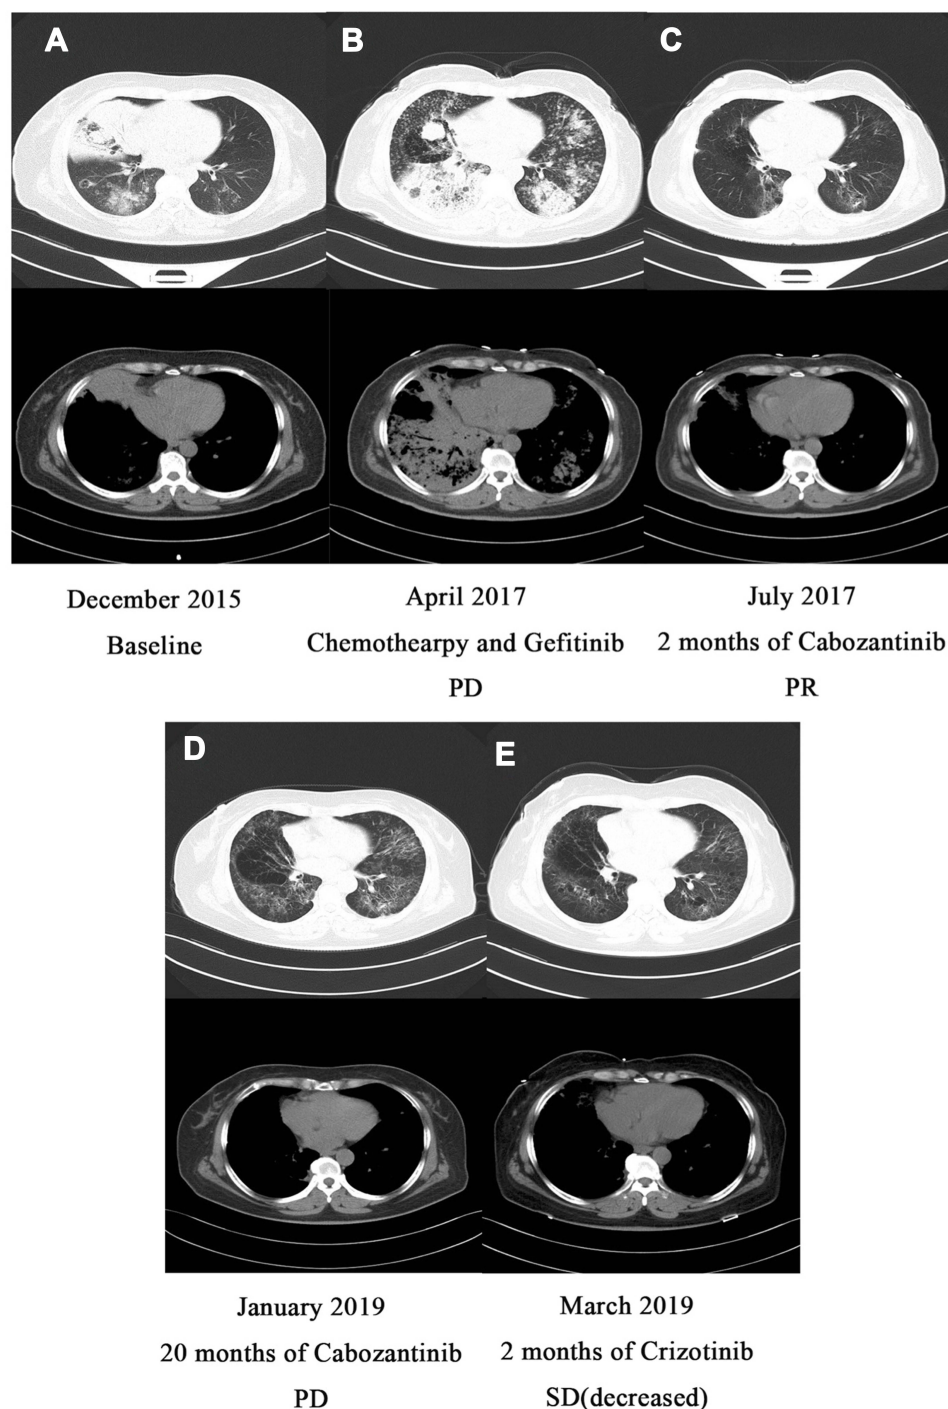 A B C
December 2015 April 2017 July 2017
Baseline Chemothearpy and Gefitinib 2 months of Cabozantinib
PD PR
D E
January 2019 March 2019
20 months of Cabozantinib 2 months of Crizotinib
PD SD(decreased)